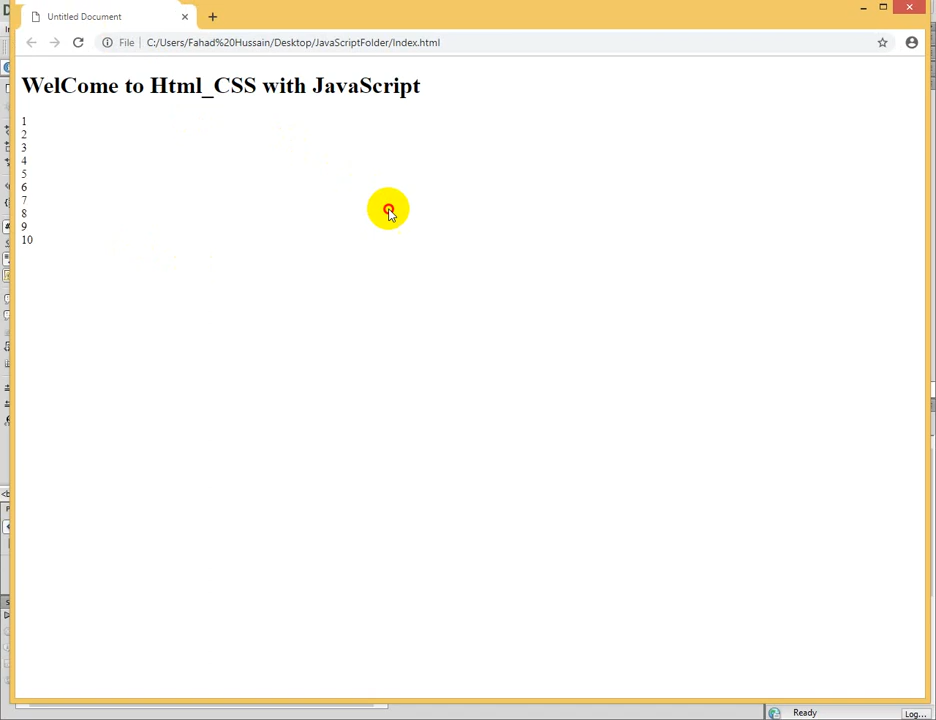 Untitled Document
File
C:/Users/Fahad%20Hussain/Desktop/JavaScriptFolder/Index.html
WelCome to Html_CSS with JavaScript
1
2
3
4
5
6
7
8
9
10
Ready
Log...